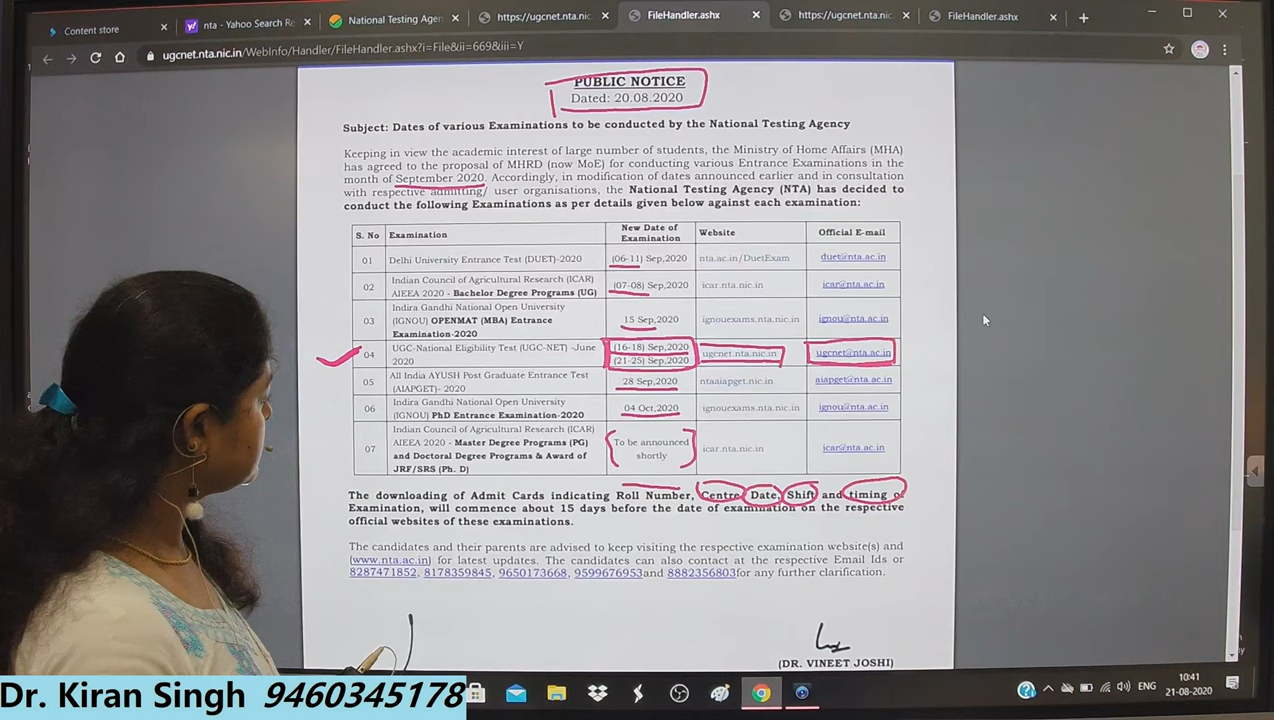 Content store
nta - Yahoo Search Re
National Testing Agen
https://ugcnet.nta.nic.
FileHandler.ashx
https://ugcnet.nta.nic.
FileHandler.ashx
ugcnet.nta.nic.in/WebInfo/Handler/FileHandler.ashx?i=File&ii=669&iii=Y
PUBLIC NOTICE
Dated: 20.08.2020
Subject: Dates of various Examinations to be conducted by the National Testing Agency
Keeping in view the academic interest of large number of students, the Ministry of Home Affairs (MHA)
has agreed to the proposal of MHRD (now MoE) for conducting various Entrance Examinations in the
month of September 2020. Accordingly, in modification of dates announced earlier and in consultation
with respective admitting/ user organisations, the National Testing Agency (NTA) has decided to
conduct the following Examinations as per details given below against each examination:
S. No Examination New Date of Examination Website Official E-mail
01 Delhi University Entrance Test (DUET)-2020 (06-11) Sep,2020 nta.ac.in/DuetExam duet@nta.ac.in
02 Indian Council of Agricultural Research (ICAR)
AIEEA 2020 - Bachelor Degree Programs (UG) (07-08) Sep,2020 icar.nta.nic.in icar@nta.ac.in
03 Indira Gandhi National Open University
(IGNOU) OPENMAT (MBA) Entrance
Examination-2020 15 Sep,2020 ignouexams.nta.nic.in ignou@nta.ac.in
04 UGC-National Eligibility Test (UGC-NET) -June
2020 (16-18) Sep,2020
(21-25) Sep,2020 ugcnet.nta.nic.in ugcnet@nta.ac.in
05 All India AYUSH Post Graduate Entrance Test
(AIAPGET)- 2020 28 Sep,2020 ntaaiapget.nic.in aiapget@nta.ac.in
06 Indira Gandhi National Open University
(IGNOU) PhD Entrance Examination-2020 04 Oct,2020 ignouexams.nta.nic.in ignou@nta.ac.in
07 Indian Council of Agricultural Research (ICAR)
AIEEA 2020 - Master Degree Programs (PG)
and Doctoral Degree Programs & Award of
JRF/SRS (Ph. D) To be announced
shortly icar.nta.nic.in icar@nta.ac.in
The downloading of Admit Cards indicating Roll Number, Centre, Date, Shift and timing of
Examination, will commence about 15 days before the date of examination on the respective
official websites of these examinations.
The candidates and their parents are advised to keep visiting the respective examination website(s) and
(www.nta.ac.in) for latest updates. The candidates can also contact at the respective Email Ids or
8287471852, 8178359845, 9650173668, 9599676953and 8882356803for any further clarification.
(DR. VINEET JOSHI)
ENG
10:41
21-08-2020
Dr. Kiran Singh 9460345178